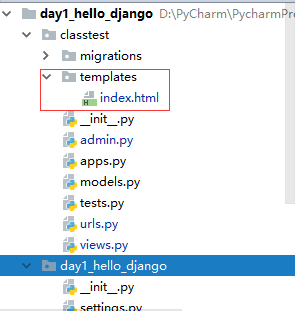 day1_hello_django D:\PyCharm\PycharmPro
classtest
migrations
templates
index.html
__init__.py
admin.py
apps.py
models.py
tests.py
urls.py
views.py
day1_hello_django
__init__.py
settings.py